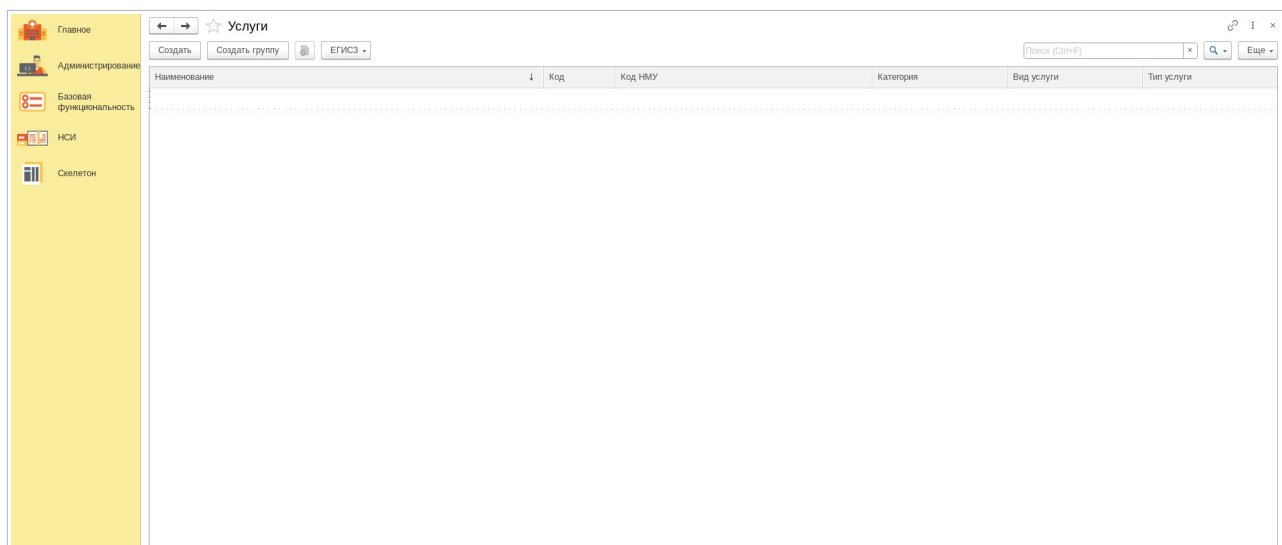 Главное
Администрирование
Базовая
функциональность
НСИ
Скелетон
Услуги
Создать
Создать группу
ЕГИСЗ
Поиск (Ctrl+F)
×
Еще
Наименование ↓ Код Код НМУ Категория Вид услуги Тип услуги